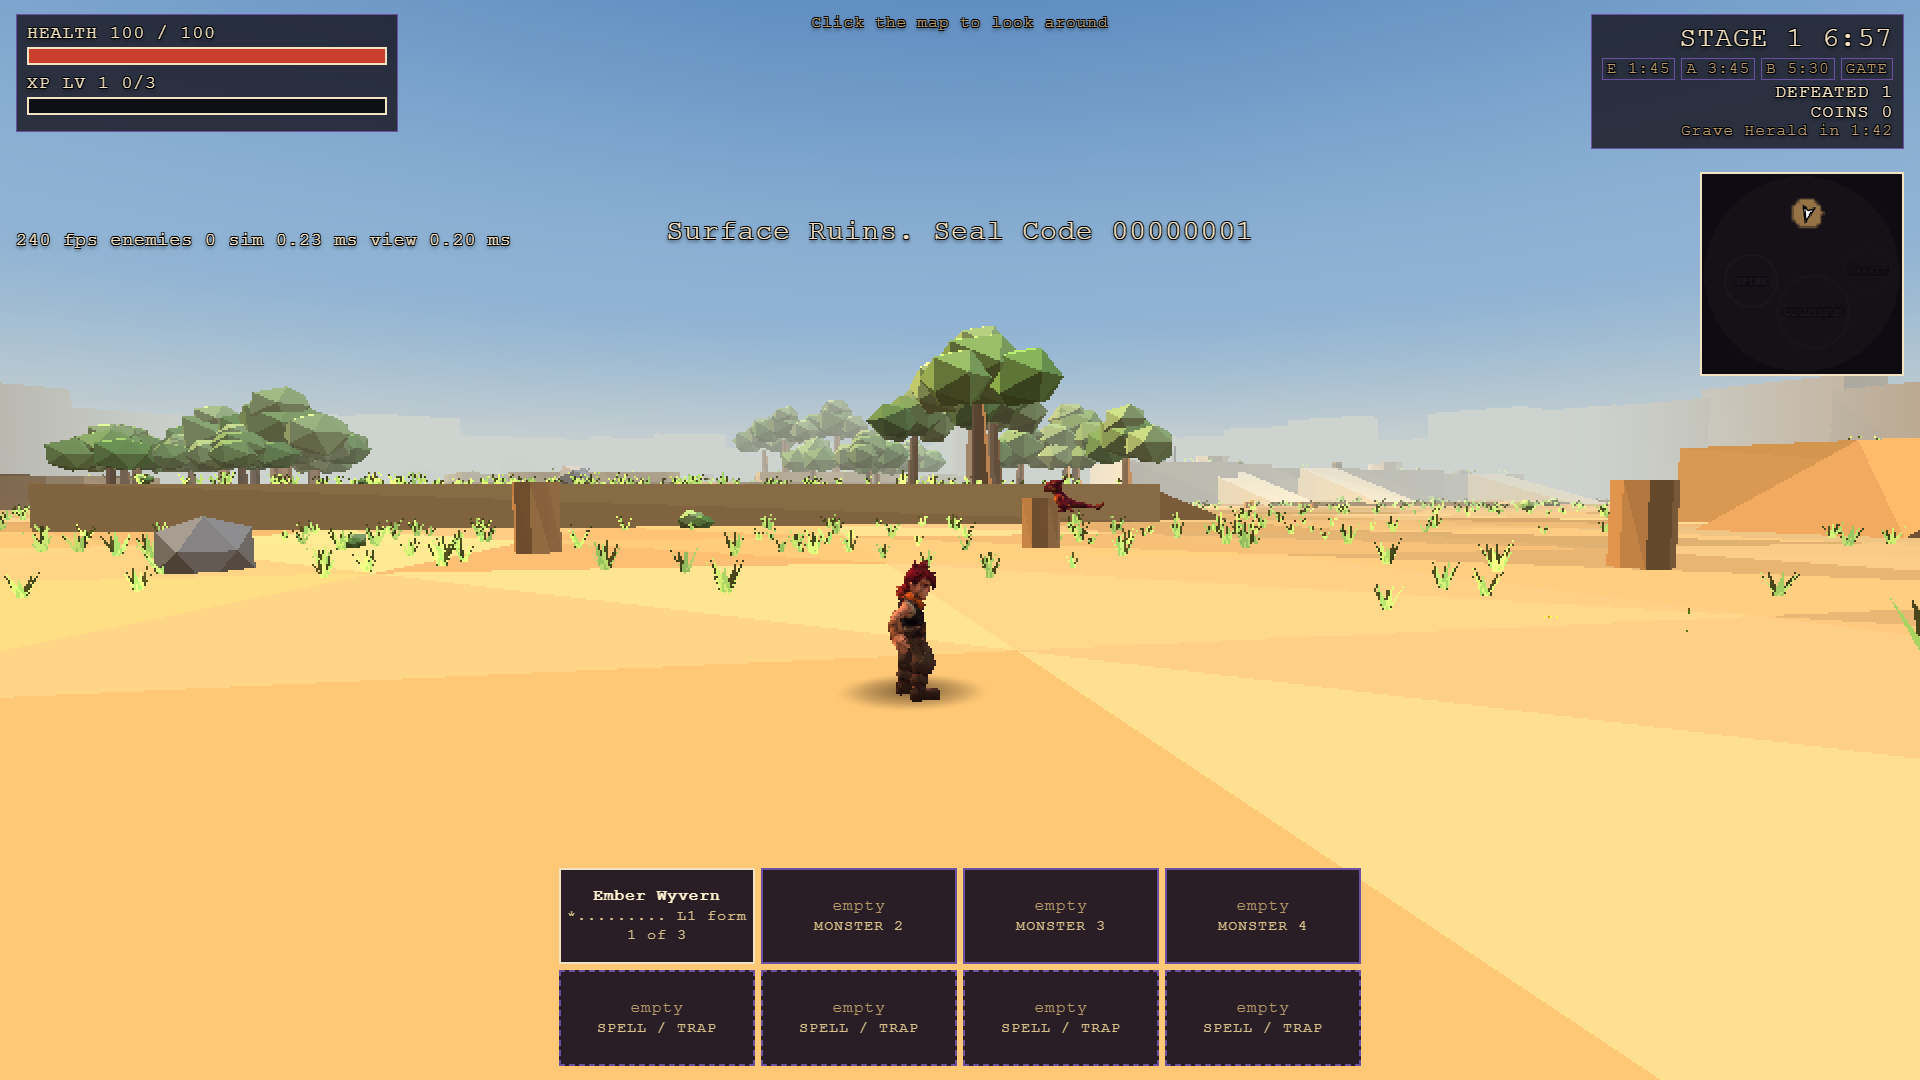 HEALTH 100 / 100
XP LV 1 0/3
Click the map to look around
STAGE 1 6:57
E 1:45 A 3:45 B 5:30 GATE
DEFEATED 1
COINS 0
Grave Herald in 1:42
240 fps enemies 0 sim 0.23 ms view 0.20 ms
Surface Ruins. Seal Code 00000001
Ember Wyvern
*......... L1 form
1 of 3
empty
MONSTER 2
empty
MONSTER 3
empty
MONSTER 4
empty
SPELL / TRAP
empty
SPELL / TRAP
empty
SPELL / TRAP
empty
SPELL / TRAP